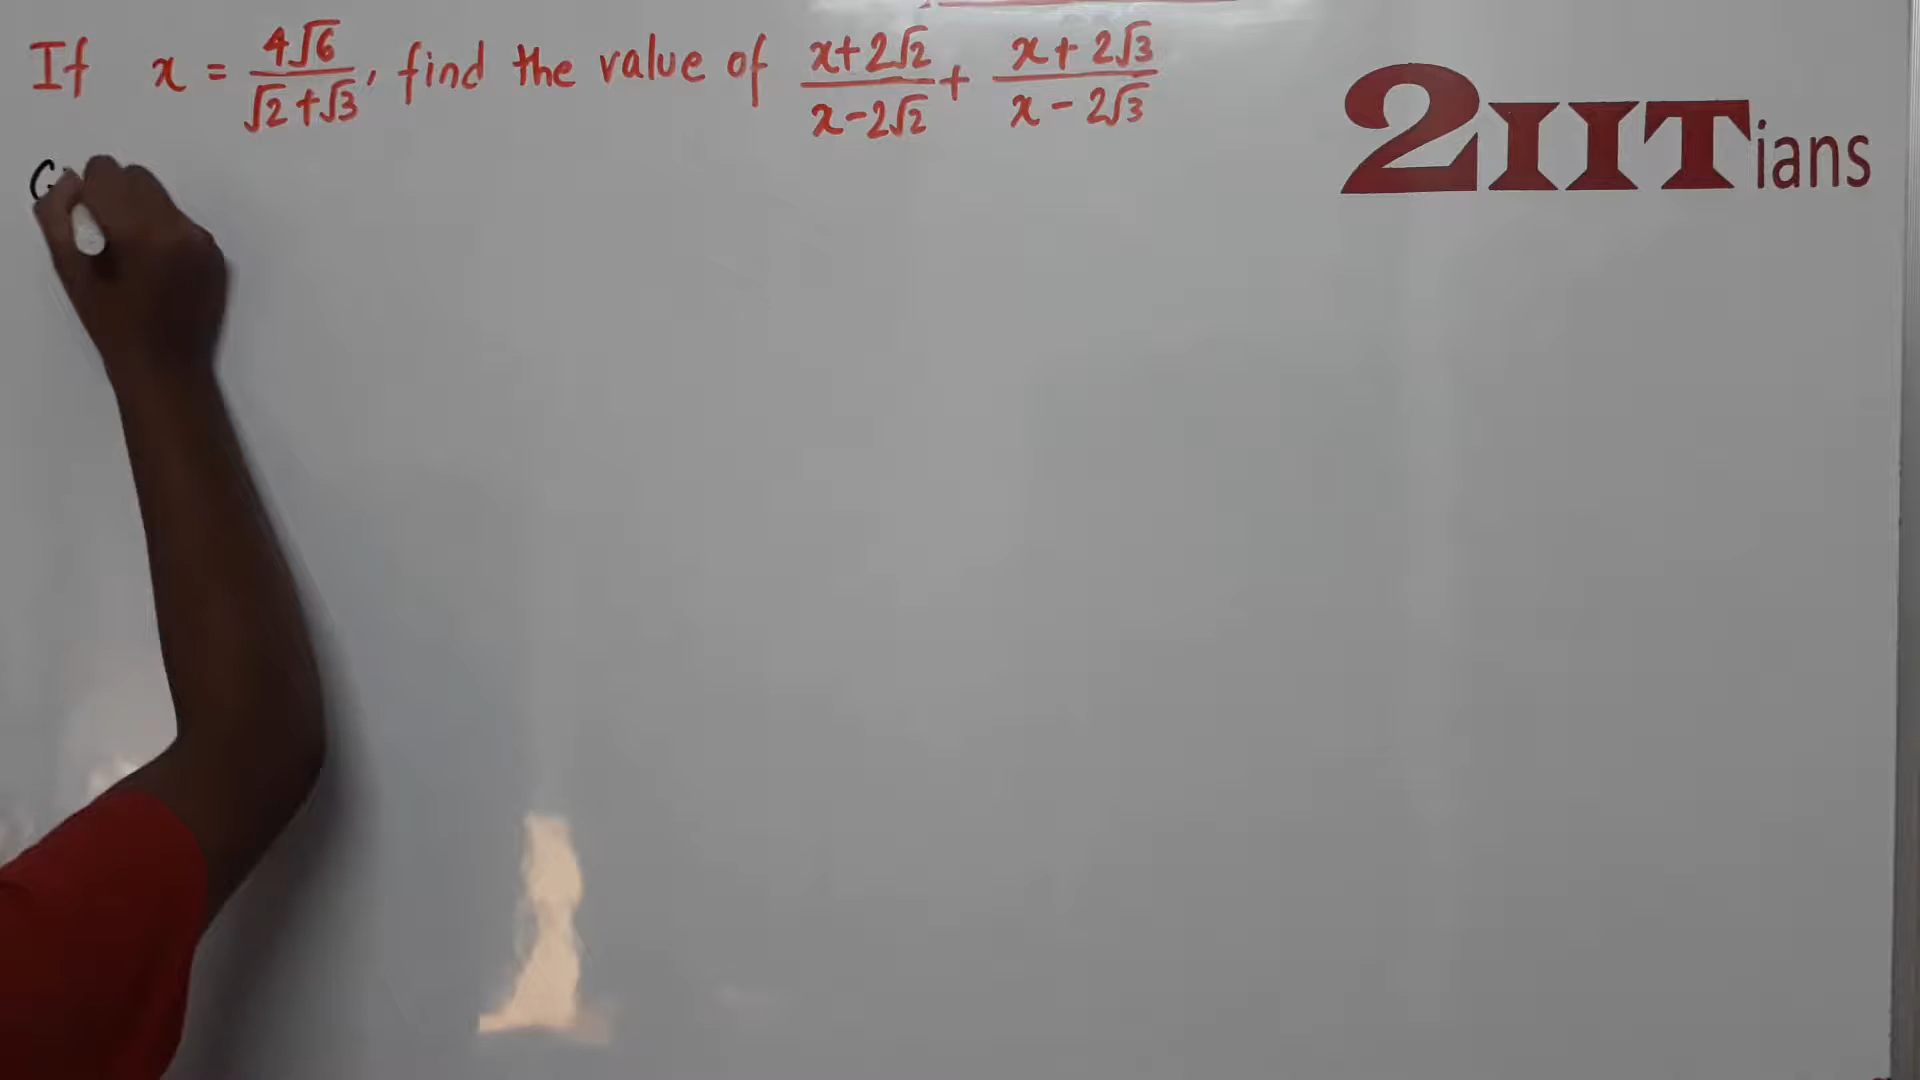 If x = 4√6/(√2+√3), find the value of (x+2√2)/(x-2√2) + (x+2√3)/(x-2√3)
2IITians
G